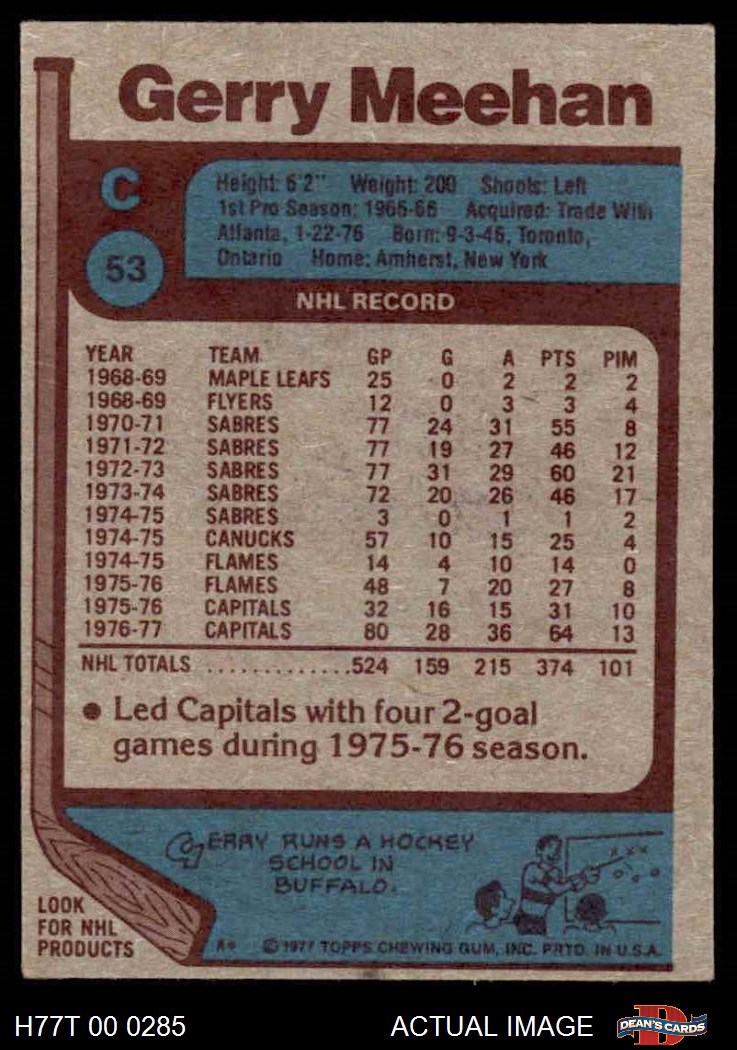 Gerry Meehan
C
53
Height: 6'2" Weight: 200 Shoots: Left
1st Pro Season: 1965-66 Acquired: Trade With
Atlanta, 1-22-76 Born: 9-3-46, Toronto,
Ontario Home: Amherst, New York
NHL RECORD
YEAR TEAM GP G A PTS PIM
1968-69 MAPLE LEAFS 25 0 2 2 2
1968-69 FLYERS 12 0 3 3 4
1970-71 SABRES 77 24 31 55 8
1971-72 SABRES 77 19 27 46 12
1972-73 SABRES 77 31 29 60 21
1973-74 SABRES 72 20 26 46 17
1974-75 SABRES 3 0 1 1 2
1974-75 CANUCKS 57 10 15 25 4
1974-75 FLAMES 14 4 10 14 0
1975-76 FLAMES 48 7 20 27 8
1975-76 CAPITALS 32 16 15 31 10
1976-77 CAPITALS 80 28 36 64 13
NHL TOTALS .............524 159 215 374 101
● Led Capitals with four 2-goal
games during 1975-76 season.
GERRY RUNS A HOCKEY
SCHOOL IN
BUFFALO.
LOOK
FOR NHL
PRODUCTS
A* © 1977 TOPPS CHEWING GUM, INC. PRTD. IN U.S.A.
H77T 00 0285 ACTUAL IMAGE DEAN'S CARDS